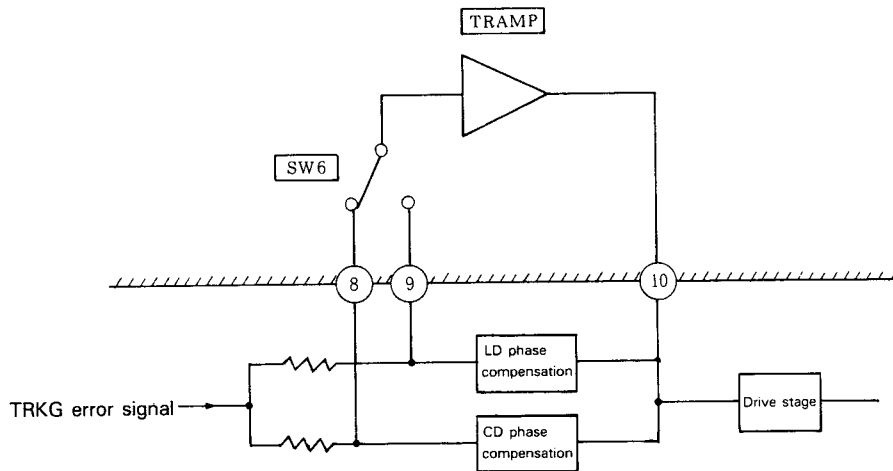 TRAMP
SW6
8
9
10
LD phase
compensation
TRKG error signal
Drive stage
CD phase
compensation